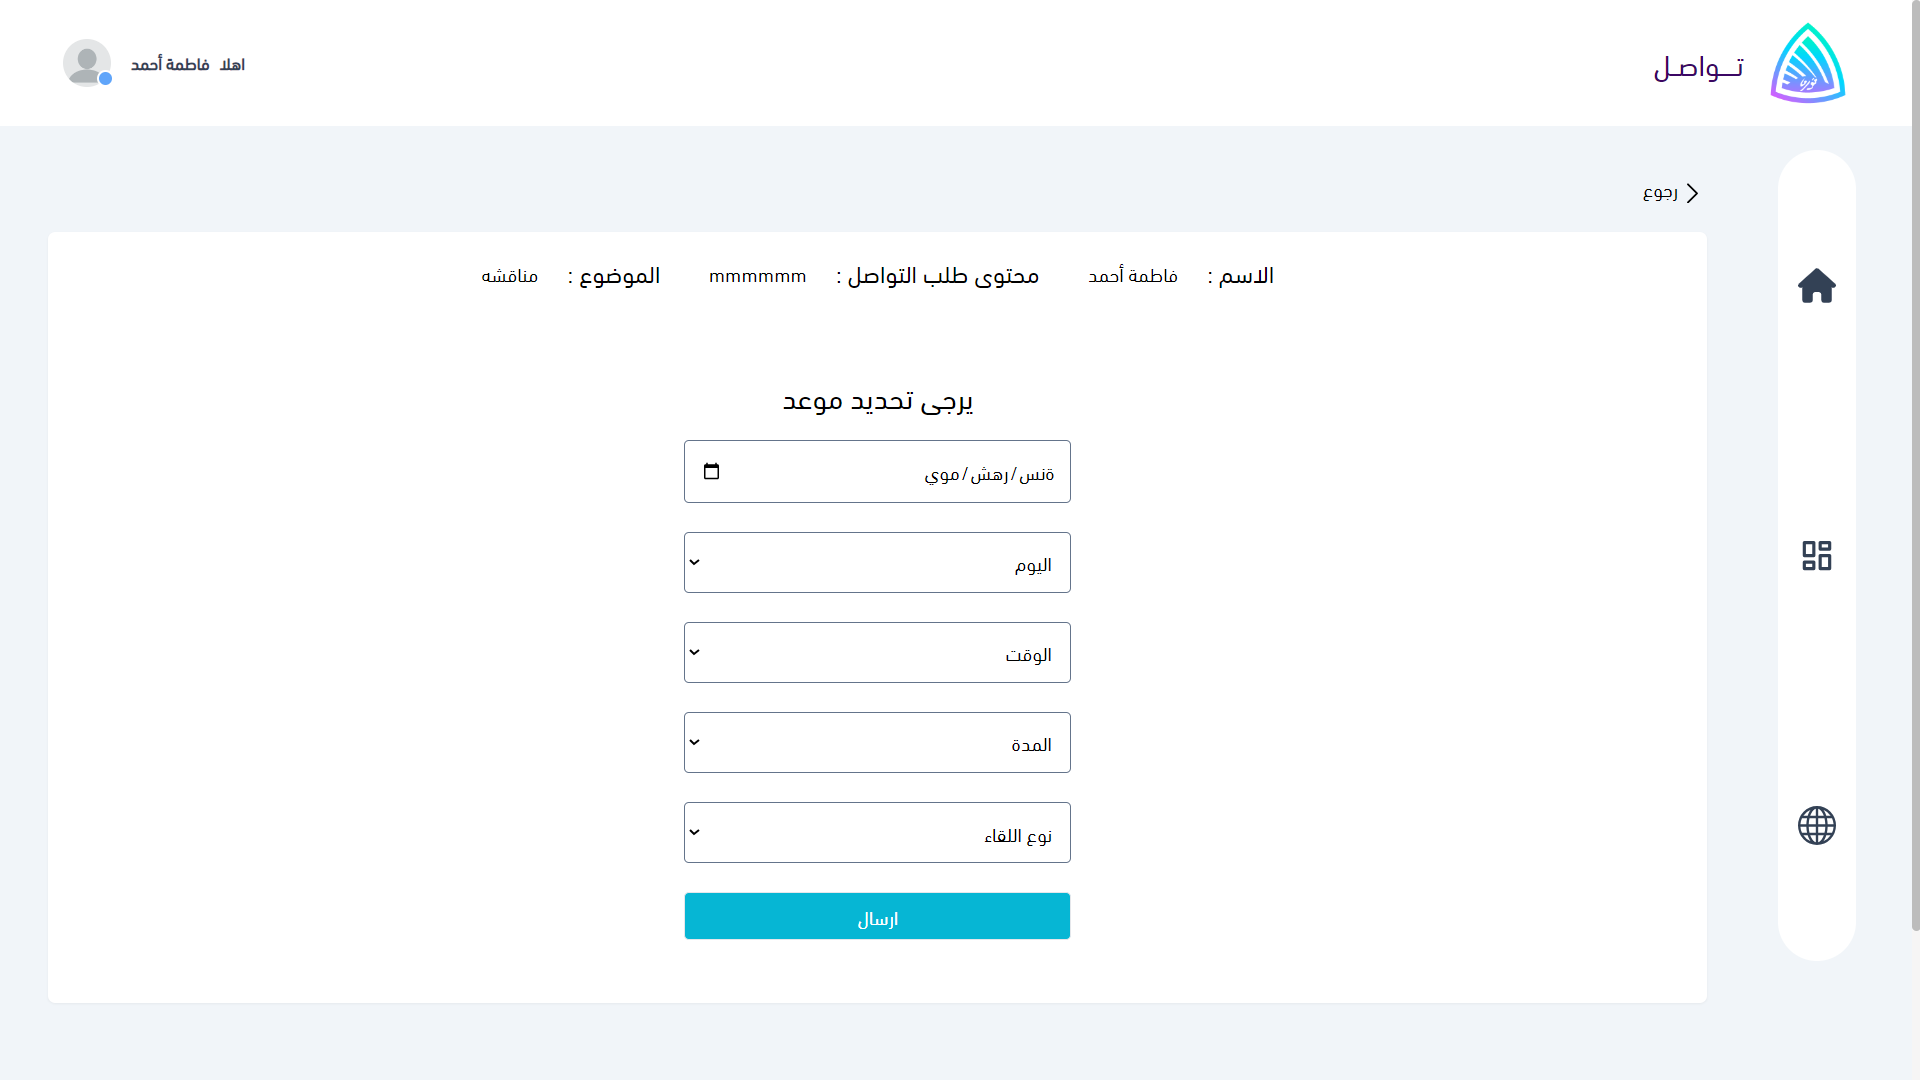 تـــواصـل
اهلا فاطمة أحمد
رجوع
الاسم : فاطمة أحمد محتوى طلب التواصل : mmmmmm الموضوع : مناقشه
يرجى تحديد موعد
ةنس/رهش/موي
اليوم
الوقت
المدة
نوع اللقاء
ارسال